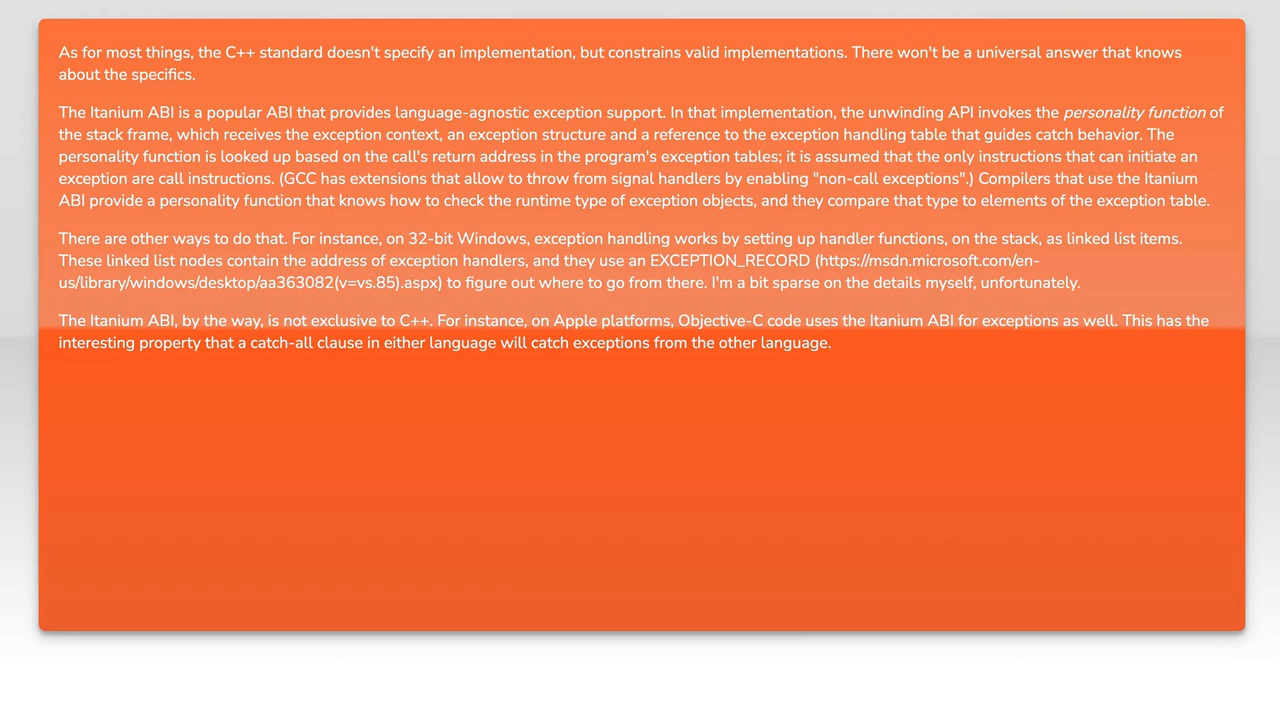 As for most things, the C++ standard doesn't specify an implementation, but constrains valid implementations. There won't be a universal answer that knows
about the specifics.
The Itanium ABI is a popular ABI that provides language-agnostic exception support. In that implementation, the unwinding API invokes the personality function of
the stack frame, which receives the exception context, an exception structure and a reference to the exception handling table that guides catch behavior. The
personality function is looked up based on the call's return address in the program's exception tables; it is assumed that the only instructions that can initiate an
exception are call instructions. (GCC has extensions that allow to throw from signal handlers by enabling "non-call exceptions".) Compilers that use the Itanium
ABI provide a personality function that knows how to check the runtime type of exception objects, and they compare that type to elements of the exception table.
There are other ways to do that. For instance, on 32-bit Windows, exception handling works by setting up handler functions, on the stack, as linked list items.
These linked list nodes contain the address of exception handlers, and they use an EXCEPTION_RECORD (https://msdn.microsoft.com/en-
us/library/windows/desktop/aa363082(v=vs.85).aspx) to figure out where to go from there. I'm a bit sparse on the details myself, unfortunately.
The Itanium ABI, by the way, is not exclusive to C++. For instance, on Apple platforms, Objective-C code uses the Itanium ABI for exceptions as well. This has the
interesting property that a catch-all clause in either language will catch exceptions from the other language.